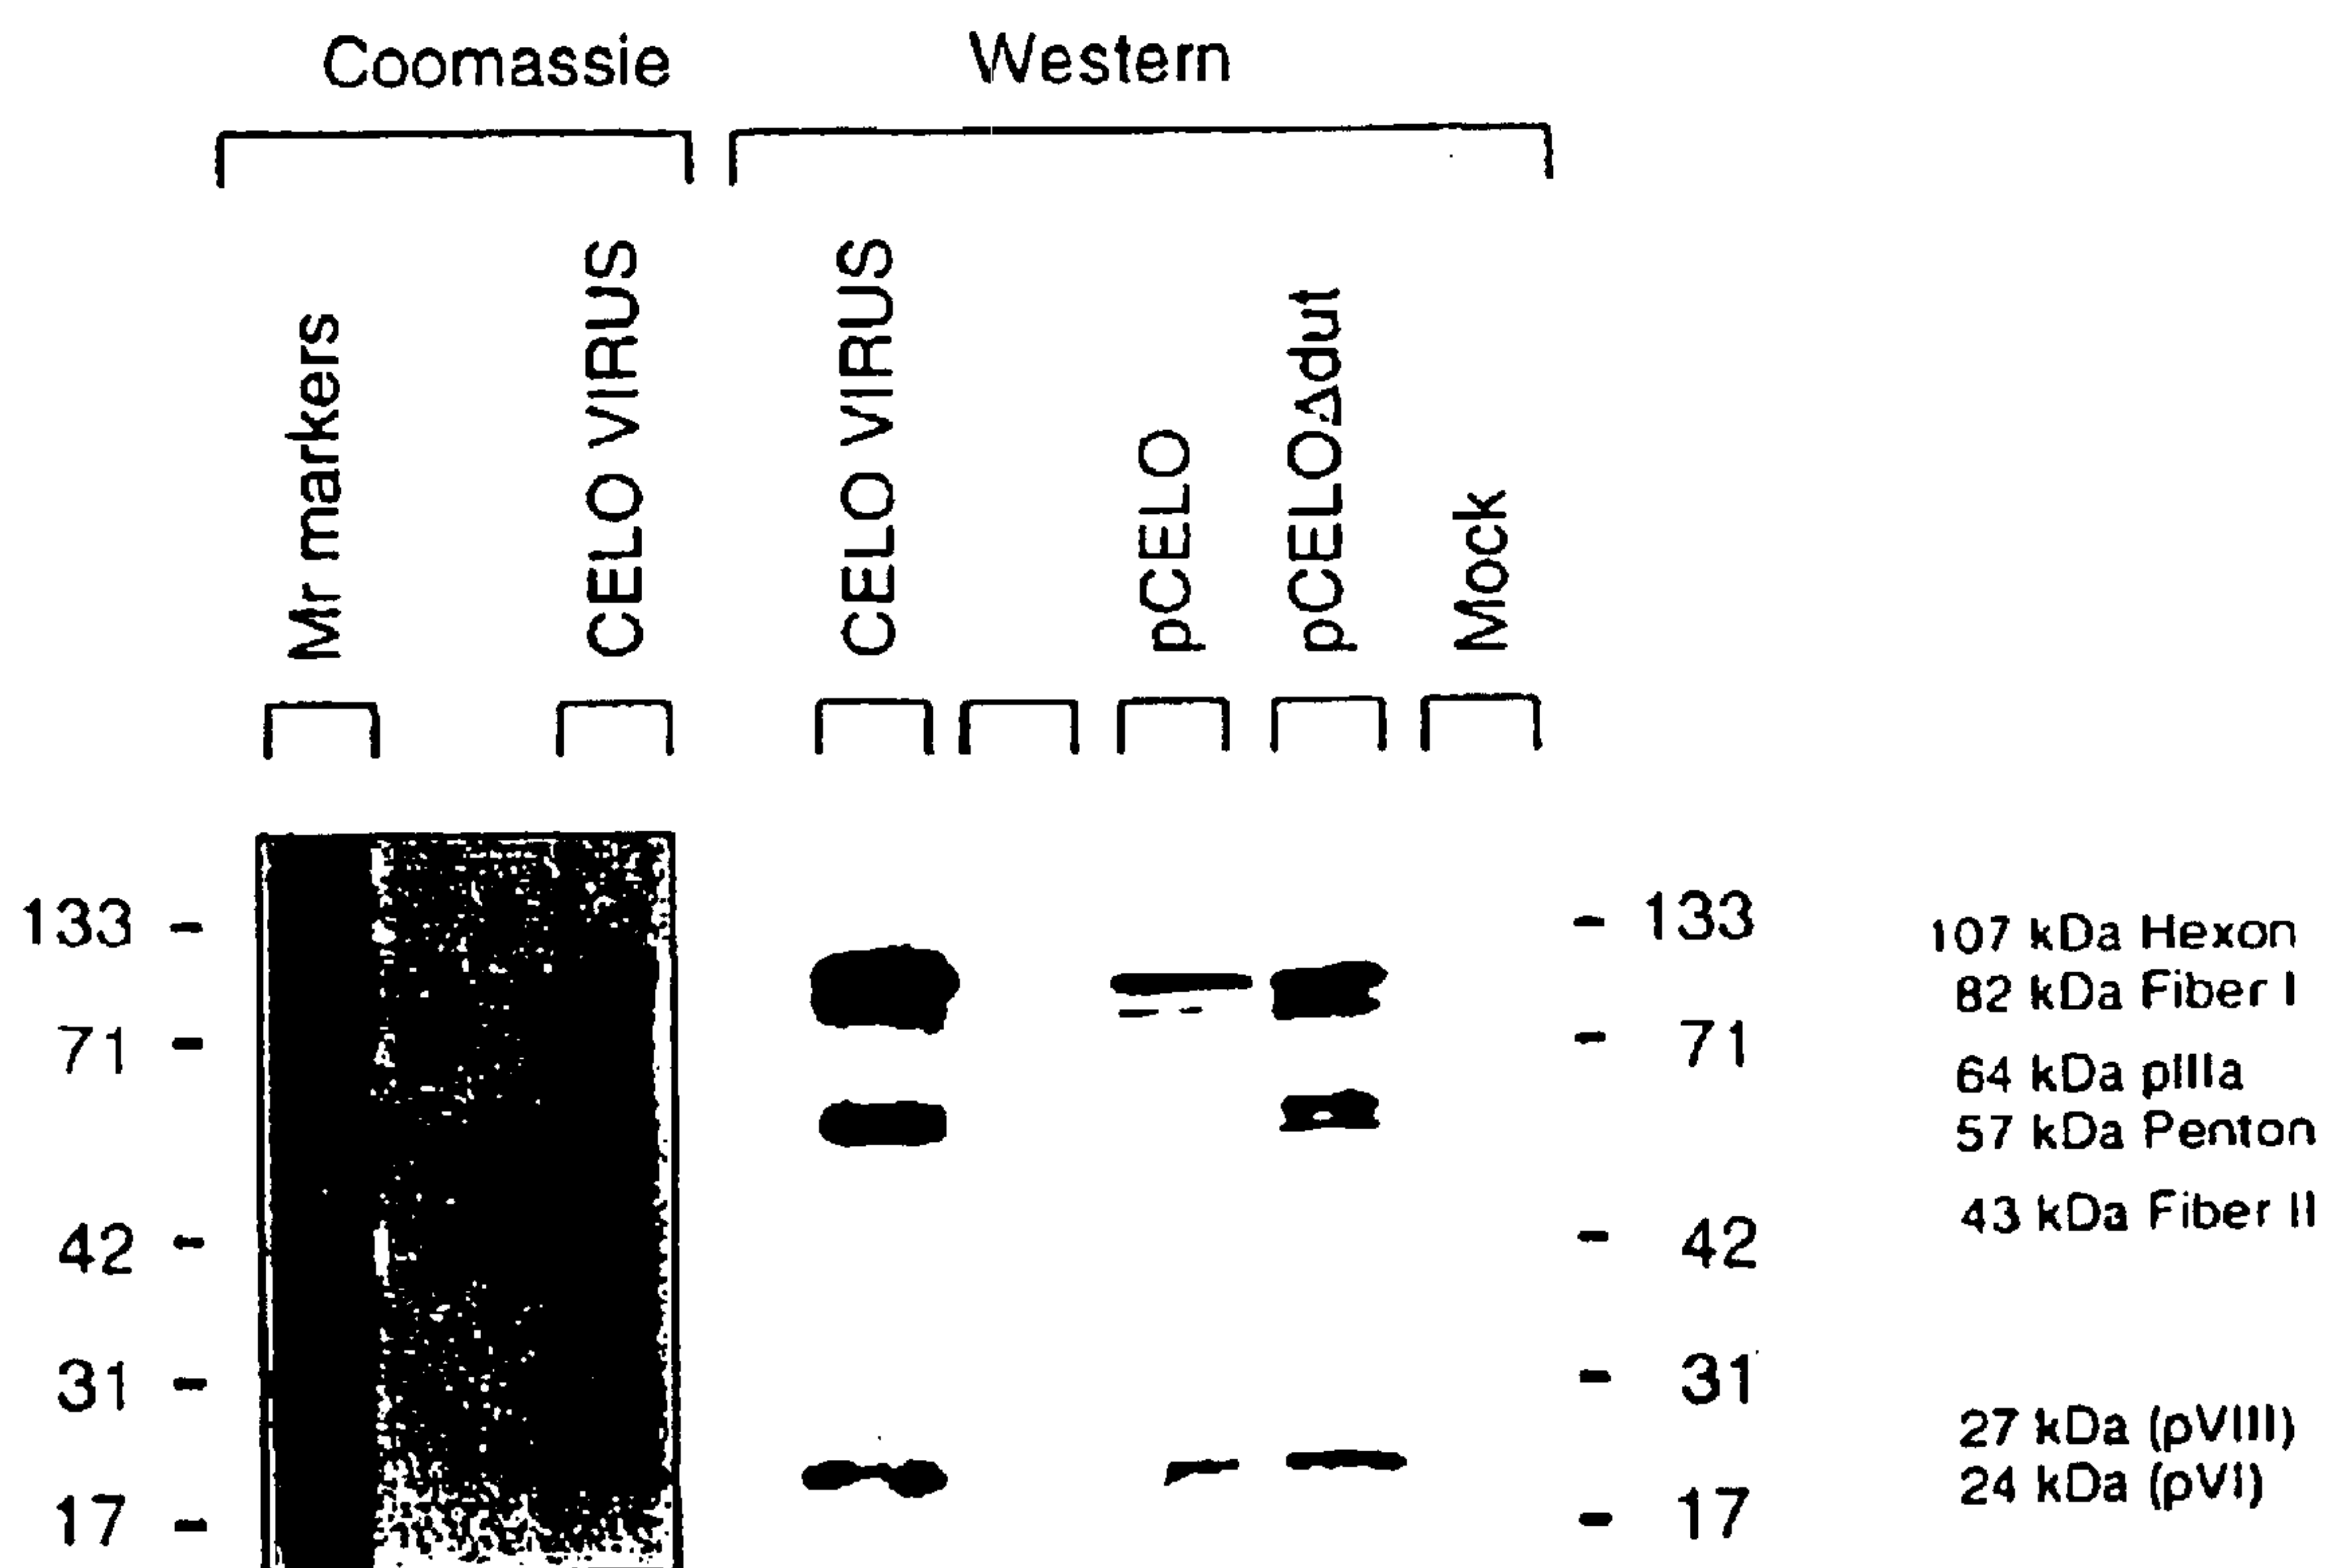 Coomassie
Western
Mr markers
CELO VIRUS
CELO VIRUS
pCELO
pCELOΔdut
Mock
133 -
71 -
42 -
31 -
17 -
- 133
- 71
- 42
- 31
- 17
107 kDa Hexon
82 kDa Fiber I
64 kDa pIIIa
57 kDa Penton
43 kDa Fiber II
27 kDa (pVIII)
24 kDa (pVI)